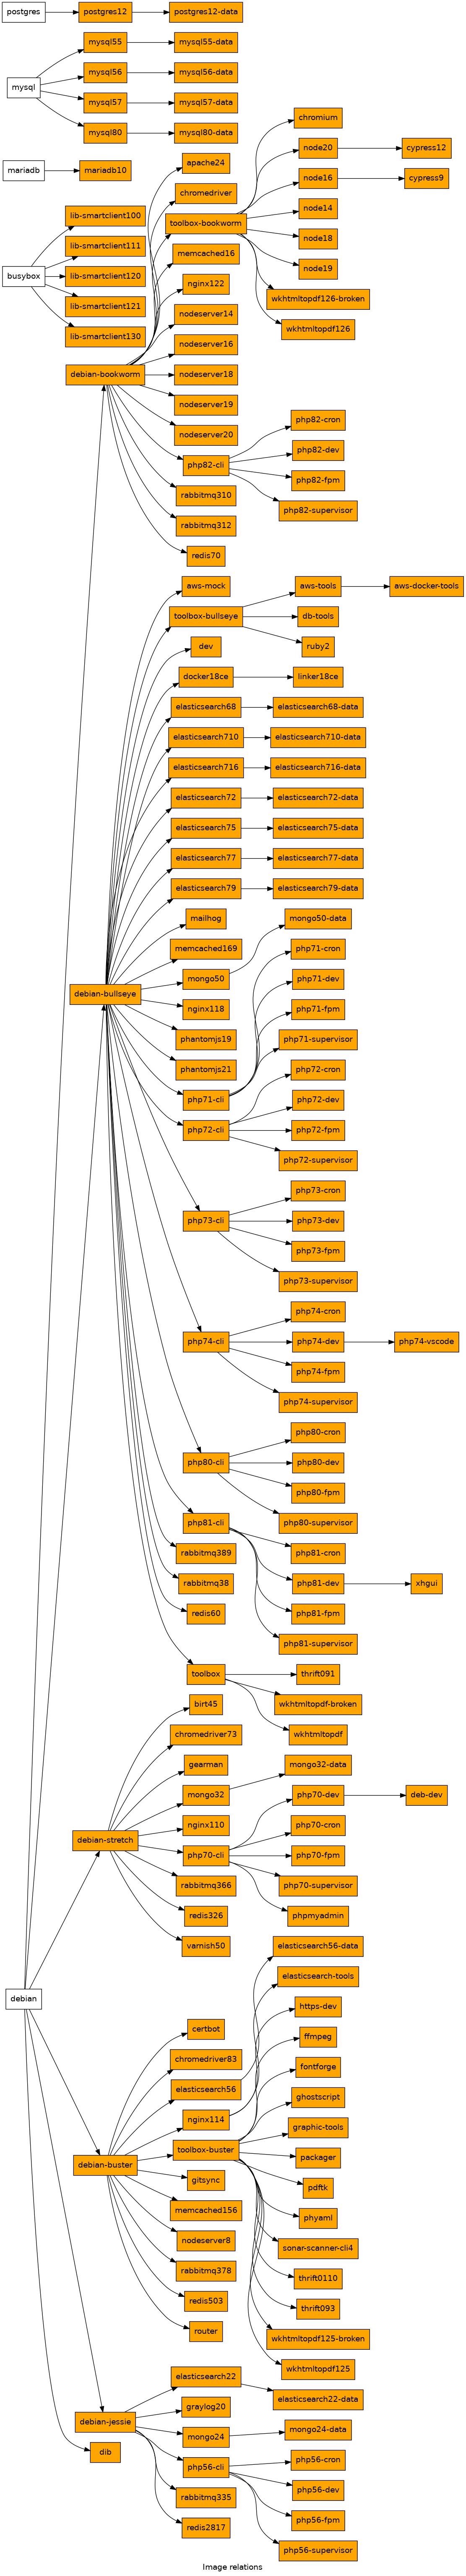 postgres
postgres12
postgres12-data
mysql
mysql55
mysql55-data
mysql56
mysql56-data
mysql57
mysql57-data
mysql80
mysql80-data
mariadb
mariadb10
busybox
lib-smartclient100
lib-smartclient111
lib-smartclient120
lib-smartclient121
lib-smartclient130
debian-bookworm
apache24
chromedriver
toolbox-bookworm
chromium
node20
cypress12
node16
cypress9
node14
node18
node19
wkhtmltopdf126-broken
wkhtmltopdf126
memcached16
nginx122
nodeserver14
nodeserver16
nodeserver18
nodeserver19
nodeserver20
php82-cli
php82-cron
php82-dev
php82-fpm
php82-supervisor
rabbitmq310
rabbitmq312
redis70
debian-bullseye
aws-mock
toolbox-bullseye
aws-tools
aws-docker-tools
db-tools
ruby2
dev
docker18ce
linker18ce
elasticsearch68
elasticsearch68-data
elasticsearch710
elasticsearch710-data
elasticsearch716
elasticsearch716-data
elasticsearch72
elasticsearch72-data
elasticsearch75
elasticsearch75-data
elasticsearch77
elasticsearch77-data
elasticsearch79
elasticsearch79-data
mailhog
memcached169
mongo50
mongo50-data
nginx118
phantomjs19
phantomjs21
php71-cli
php71-cron
php71-dev
php71-fpm
php71-supervisor
php72-cli
php72-cron
php72-dev
php72-fpm
php72-supervisor
php73-cli
php73-cron
php73-dev
php73-fpm
php73-supervisor
php74-cli
php74-cron
php74-dev
php74-vscode
php74-fpm
php74-supervisor
php80-cli
php80-cron
php80-dev
php80-fpm
php80-supervisor
php81-cli
php81-cron
php81-dev
xhgui
php81-fpm
php81-supervisor
rabbitmq389
rabbitmq38
redis60
toolbox
thrift091
wkhtmltopdf-broken
wkhtmltopdf
debian
debian-stretch
birt45
chromedriver73
gearman
mongo32
mongo32-data
nginx110
php70-cli
php70-dev
deb-dev
php70-cron
php70-fpm
php70-supervisor
phpmyadmin
rabbitmq366
redis326
varnish50
debian-buster
certbot
chromedriver83
elasticsearch56
elasticsearch56-data
elasticsearch-tools
nginx114
https-dev
toolbox-buster
ffmpeg
fontforge
ghostscript
graphic-tools
packager
pdftk
phyaml
sonar-scanner-cli4
thrift0110
thrift093
wkhtmltopdf125-broken
wkhtmltopdf125
gitsync
memcached156
nodeserver8
rabbitmq378
redis503
router
debian-jessie
elasticsearch22
elasticsearch22-data
graylog20
mongo24
mongo24-data
php56-cli
php56-cron
php56-dev
php56-fpm
php56-supervisor
rabbitmq335
redis2817
dib
Image relations